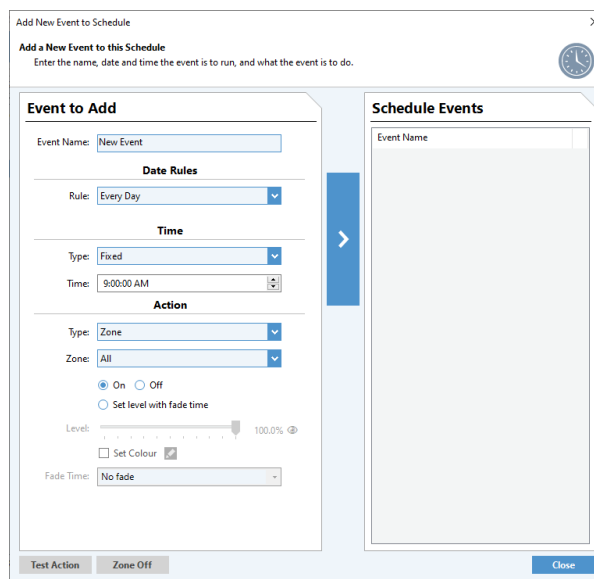 Add New Event to Schedule
Add a New Event to this Schedule
Enter the name, date and time the event is to run, and what the event is to do.
Event to Add
Event Name: New Event
Date Rules
Rule: Every Day
Time
Type: Fixed
Time: 9:00:00 AM
Action
Type: Zone
Zone: All
On Off
Set level with fade time
Level: 100.0%
Set Colour
Fade Time: No fade
Schedule Events
Event Name
Test Action Zone Off Close